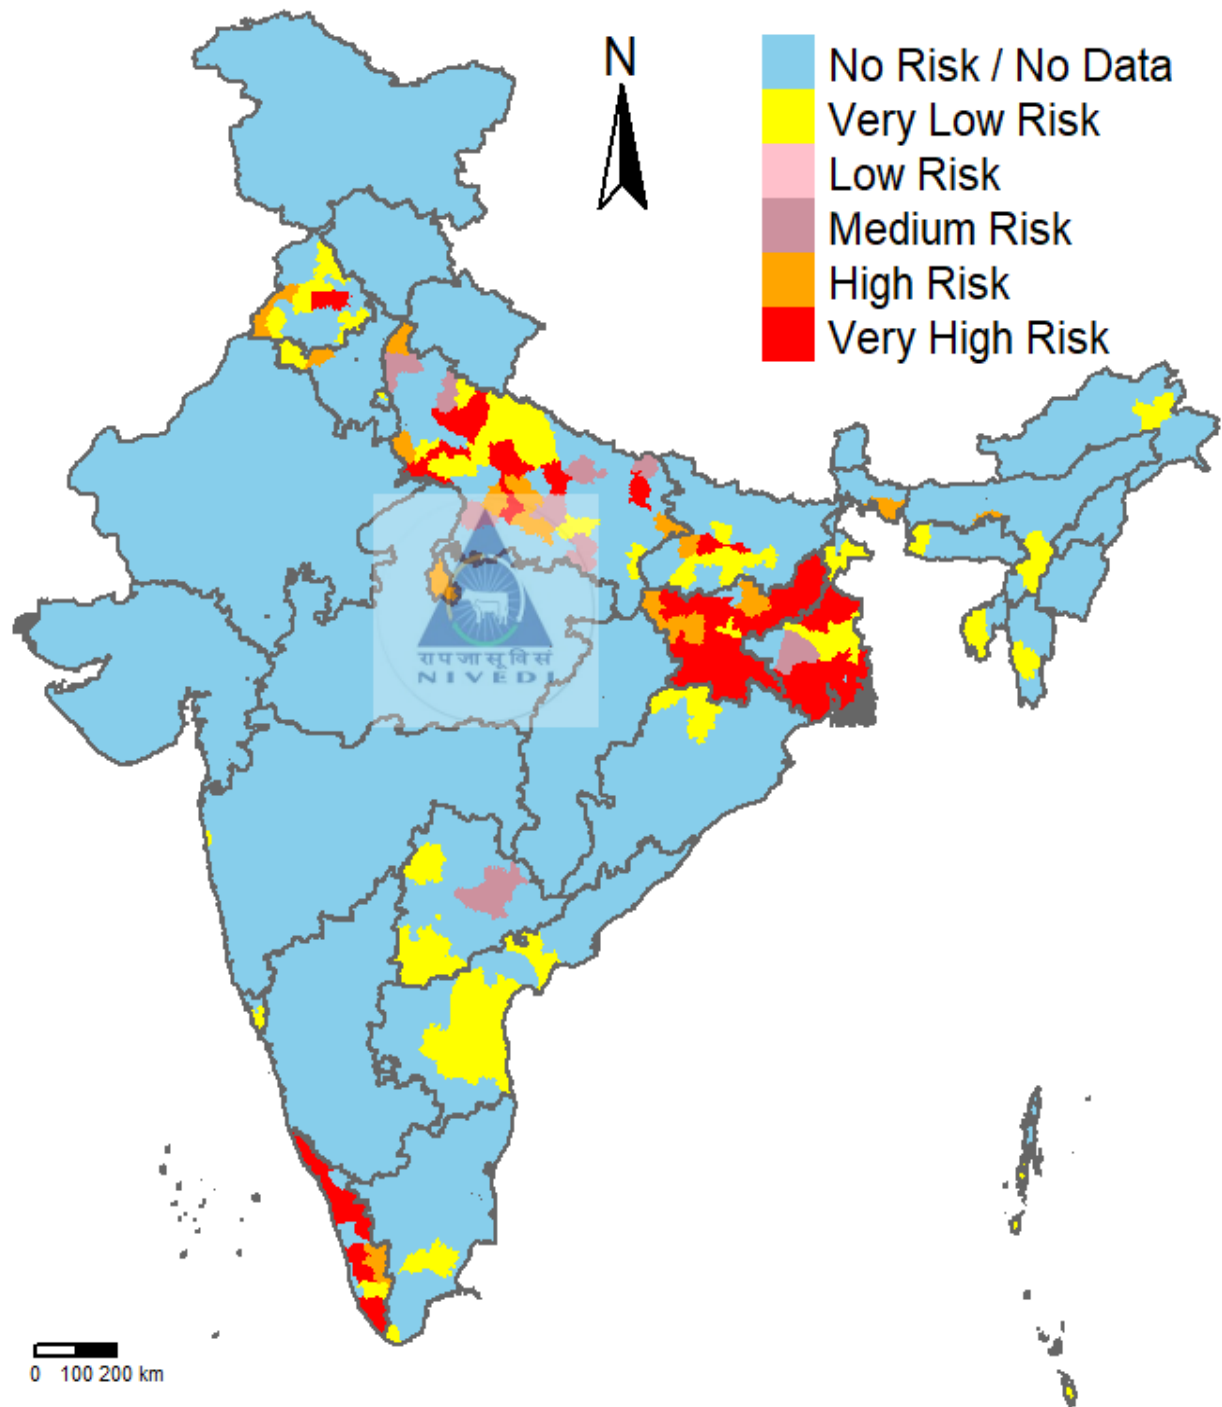 N
No Risk / No Data
Very Low Risk
Low Risk
Medium Risk
High Risk
Very High Risk
रा प जा सू वि सं
NIVEDI
0 100 200 km